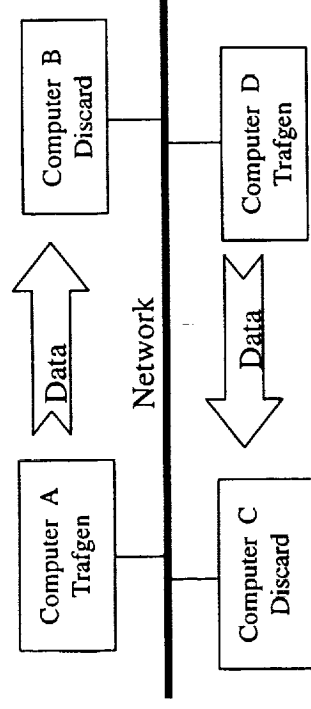 Computer A
Trafgen
Data
Computer B
Discard
Network
Computer C
Discard
Data
Computer D
Trafgen